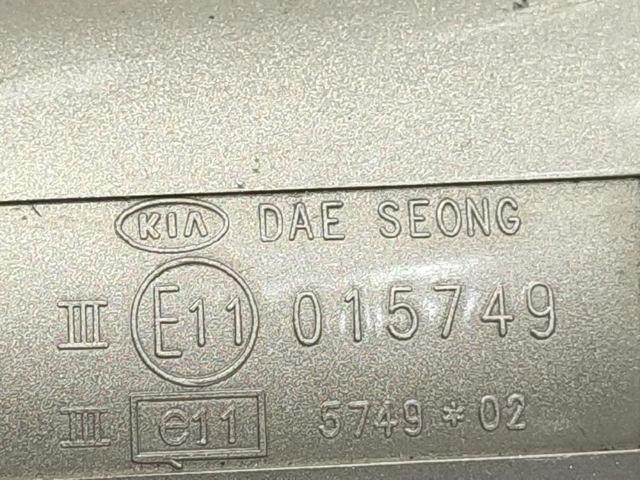 KIA DAE SEONG
III E11 015749
III e11 5749*02